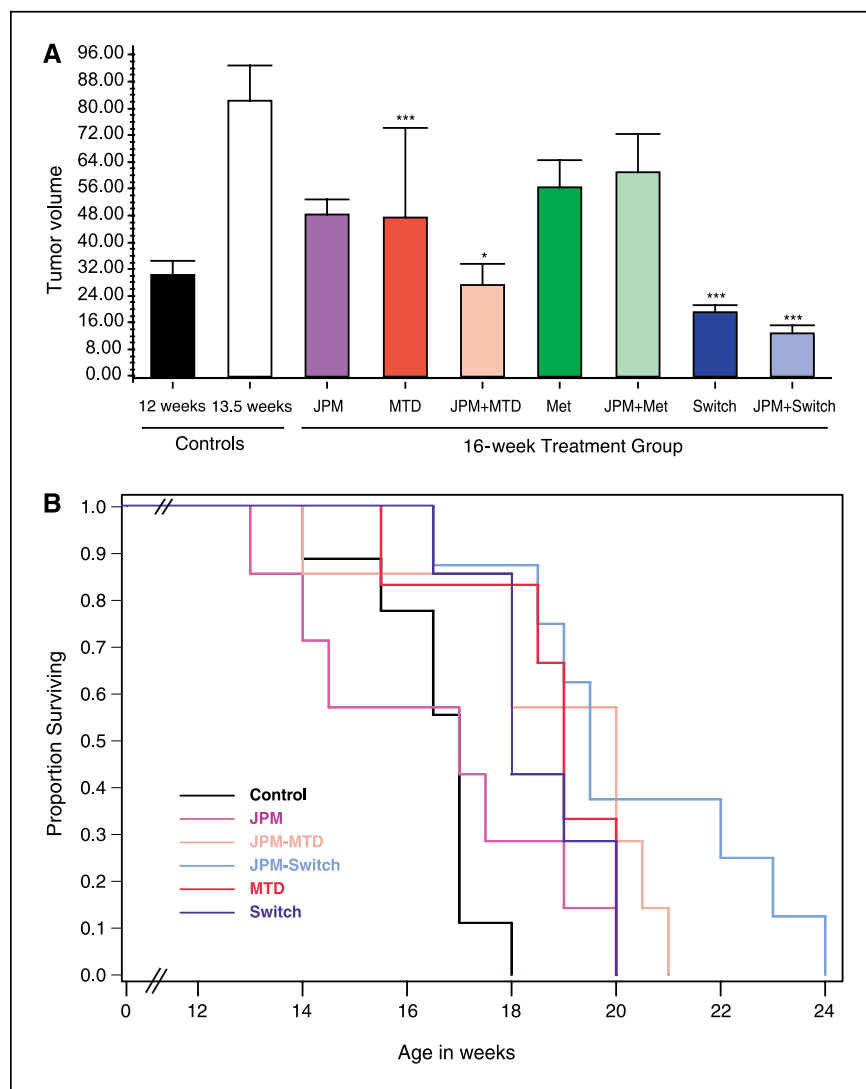 A
96.00
88.00
80.00
72.00
64.00
56.00
48.00
40.00
32.00
24.00
16.00
8.00
0.00
Tumor volume
***
*
***
***
12 weeks 13.5 weeks JPM MTD JPM+MTD Met JPM+Met Switch JPM+Switch
Controls 16-week Treatment Group
B
1.0
0.9
0.8
0.7
0.6
0.5
0.4
0.3
0.2
0.1
0.0
Proportion Surviving
Control
JPM
JPM-MTD
JPM-Switch
MTD
Switch
0 12 14 16 18 20 22 24
Age in weeks